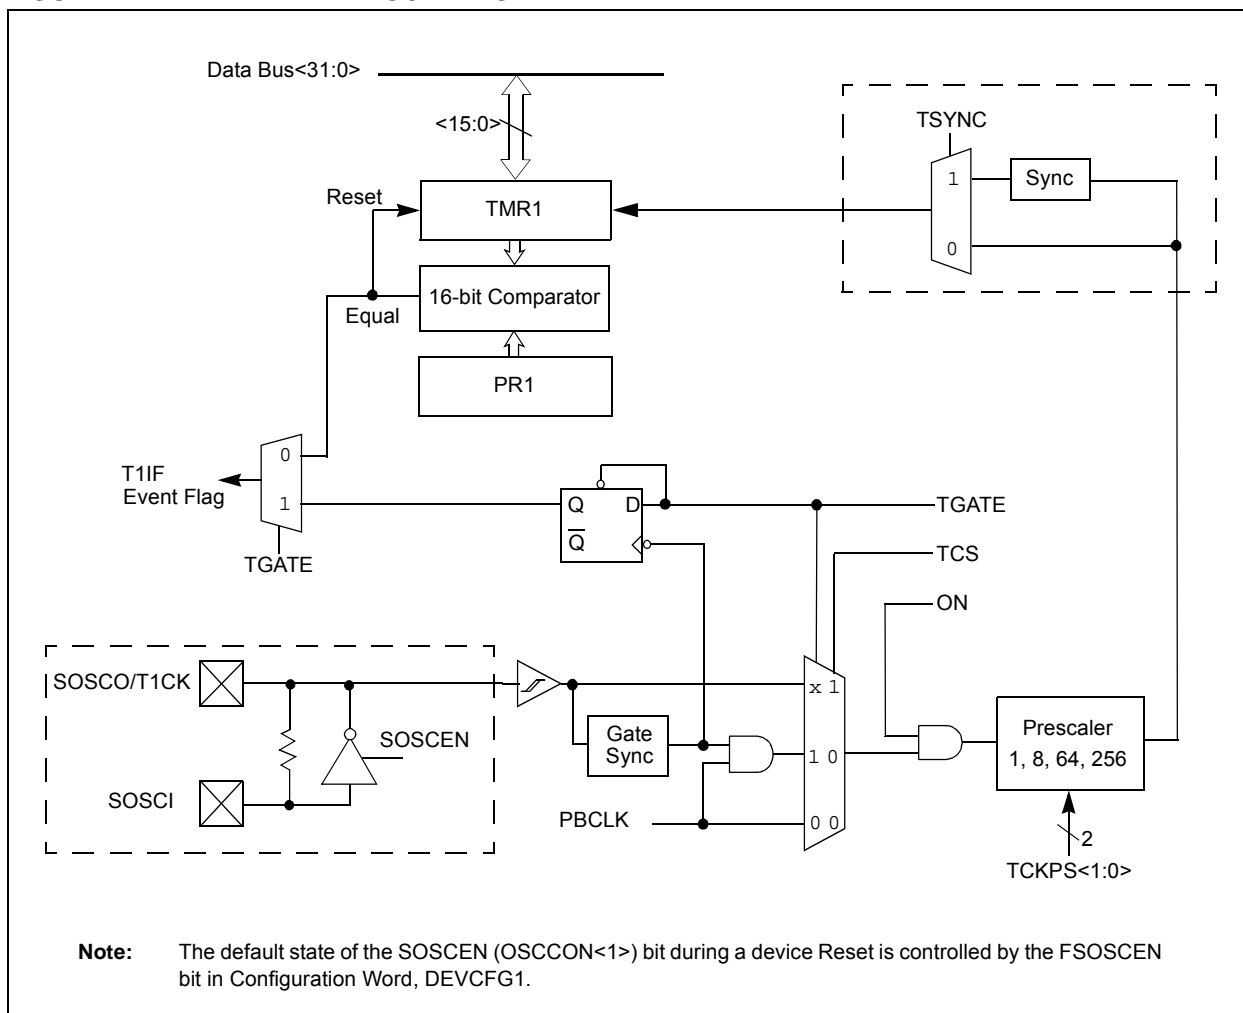 Data Bus<31:0>
<15:0>
TSYNC
1
Sync
Reset
TMR1
0
16-bit Comparator
Equal
PR1
0
T1IF
Event Flag
1
Q
D
TGATE
Q
TGATE
TCS
ON
SOSCO/T1CK
x 1
SOSCEN
Gate
Sync
1 0
Prescaler
1, 8, 64, 256
SOSCI
PBCLK
0 0
2
TCKPS<1:0>
Note: The default state of the SOSCEN (OSCCON<1>) bit during a device Reset is controlled by the FSOSCEN
bit in Configuration Word, DEVCFG1.